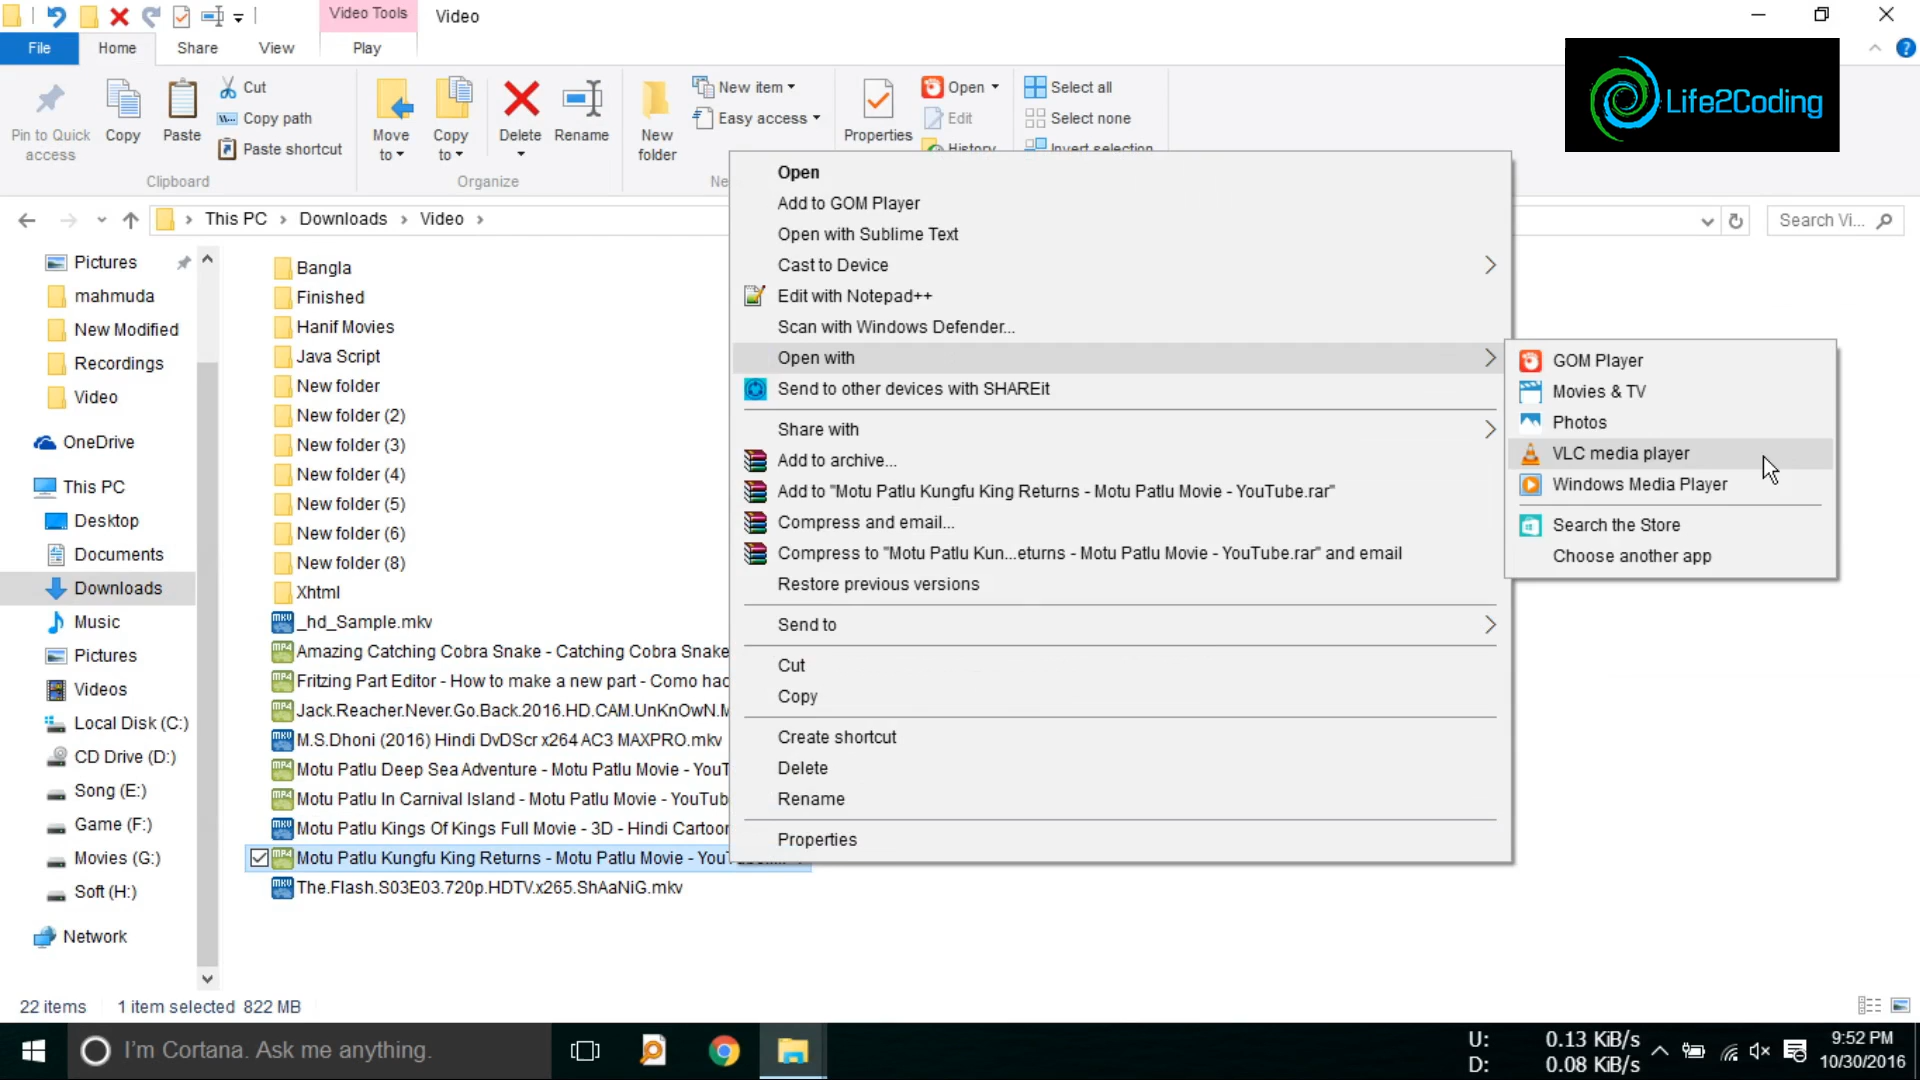 Video Tools
Video
File
Home
Share
View
Play
Life2Coding
Pin to Quick access
Copy
Paste
Cut
Copy path
Paste shortcut
Clipboard
Move to
Copy to
Delete
Rename
Organize
New folder
New item
Easy access
Properties
Open
Edit
History
Select all
Select none
Invert selection
This PC
Downloads
Video
Search Vi...
Pictures
mahmuda
New Modified
Recordings
Video
OneDrive
This PC
Desktop
Documents
Downloads
Music
Pictures
Videos
Local Disk (C:)
CD Drive (D:)
Song (E:)
Game (F:)
Movies (G:)
Soft (H:)
Network
Bangla
Finished
Hanif Movies
Java Script
New folder
New folder (2)
New folder (3)
New folder (4)
New folder (5)
New folder (6)
New folder (8)
Xhtml
_hd_Sample.mkv
Amazing Catching Cobra Snake - Catching Cobra Snake
Fritzing Part Editor - How to make a new part - Como hac
Jack.Reacher.Never.Go.Back.2016.HD.CAM.UnKnOwN.M
M.S.Dhoni (2016) Hindi DvDScr x264 AC3 MAXPRO.mkv
Motu Patlu Deep Sea Adventure - Motu Patlu Movie - YouT
Motu Patlu In Carnival Island - Motu Patlu Movie - YouTub
Motu Patlu Kings Of Kings Full Movie - 3D - Hindi Cartoon
Motu Patlu Kungfu King Returns - Motu Patlu Movie -
The.Flash.S03E03.720p.HDTV.x265.ShAaNiG.mkv
Open
Add to GOM Player
Open with Sublime Text
Cast to Device
Edit with Notepad++
Scan with Windows Defender...
Open with
Send to other devices with SHAREit
Share with
Add to archive...
Add to "Motu Patlu Kungfu King Returns - Motu Patlu Movie - YouTube.rar"
Compress and email...
Compress to "Motu Patlu Kun...eturns - Motu Patlu Movie - YouTube.rar" and email
Restore previous versions
Send to
Cut
Copy
Create shortcut
Delete
Rename
Properties
GOM Player
Movies & TV
Photos
VLC media player
Windows Media Player
Search the Store
Choose another app
22 items
1 item selected 822 MB
I'm Cortana. Ask me anything.
U: 0.13 KiB/s
D: 0.08 KiB/s
9:52 PM
10/30/2016